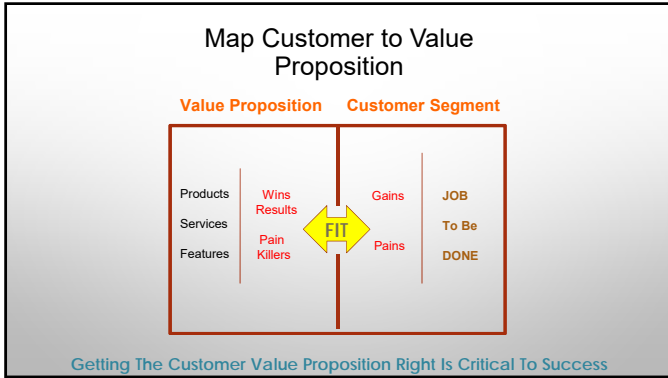 Map Customer to Value
Proposition
Value Proposition
Customer Segment
Products
Services
Features
Wins
Results
Pain
Killers
FIT
Gains
Pains
JOB
To Be
DONE
Getting The Customer Value Proposition Right Is Critical To Success